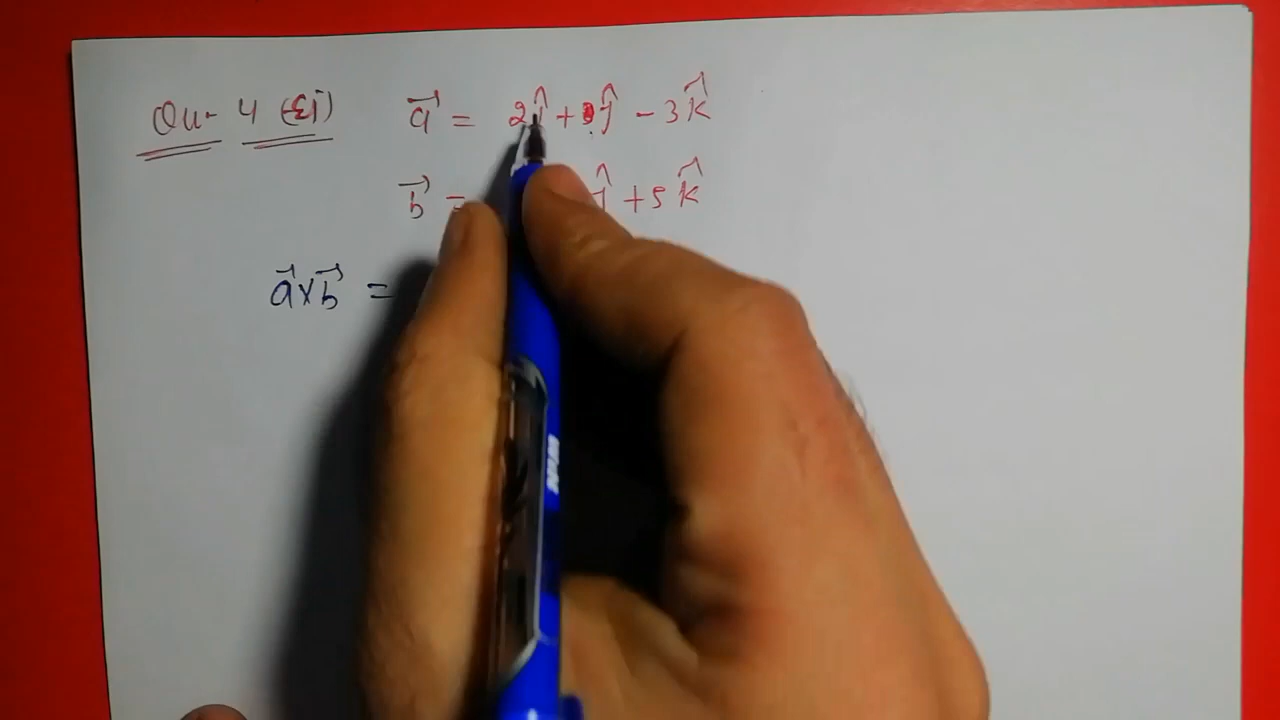 Qu- 4 (ii) a⃗ = 2î + ĵ - 3k̂
b⃗ = ĵ + 5k̂
a⃗×b⃗ =